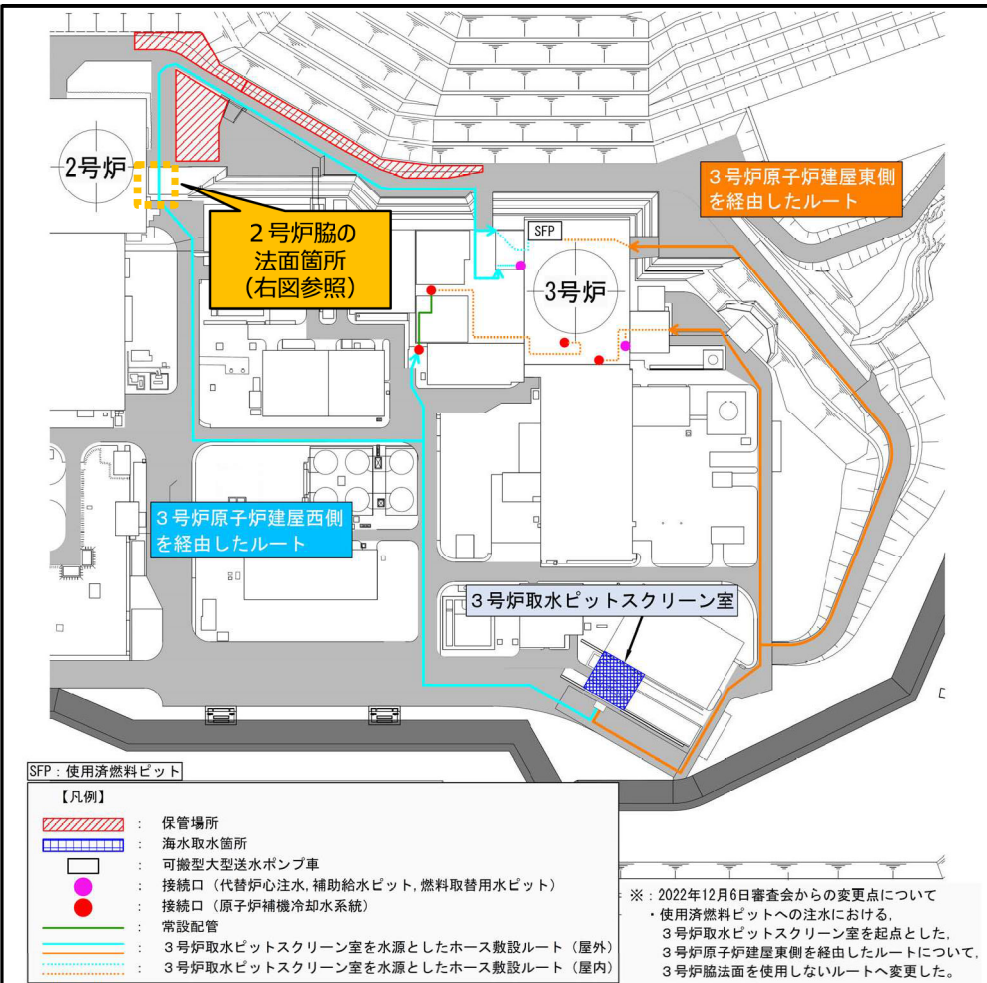 2号炉
2号炉脇の
法面箇所
(右図参照)
SFP
3号炉
3号炉原子炉建屋東側
を経由したルート
3号炉原子炉建屋西側
を経由したルート
3号炉取水ピットスクリーン室
SFP:使用済燃料ピット
【凡例】
: 保管場所
: 海水取水箇所
: 可搬型大型送水ポンプ車
: 接続口(代替炉心注水,補助給水ピット,燃料取替用水ピット)
: 接続口(原子炉補機冷却水系統)
: 常設配管
: 3号炉取水ピットスクリーン室を水源としたホース敷設ルート(屋外)
: 3号炉取水ピットスクリーン室を水源としたホース敷設ルート(屋内)
※:2022年12月6日審査会からの変更点について
・使用済燃料ピットへの注水における,
3号炉取水ピットスクリーン室を起点とした,
3号炉原子炉建屋東側を経由したルートについて,
3号炉脇法面を使用しないルートへ変更した。